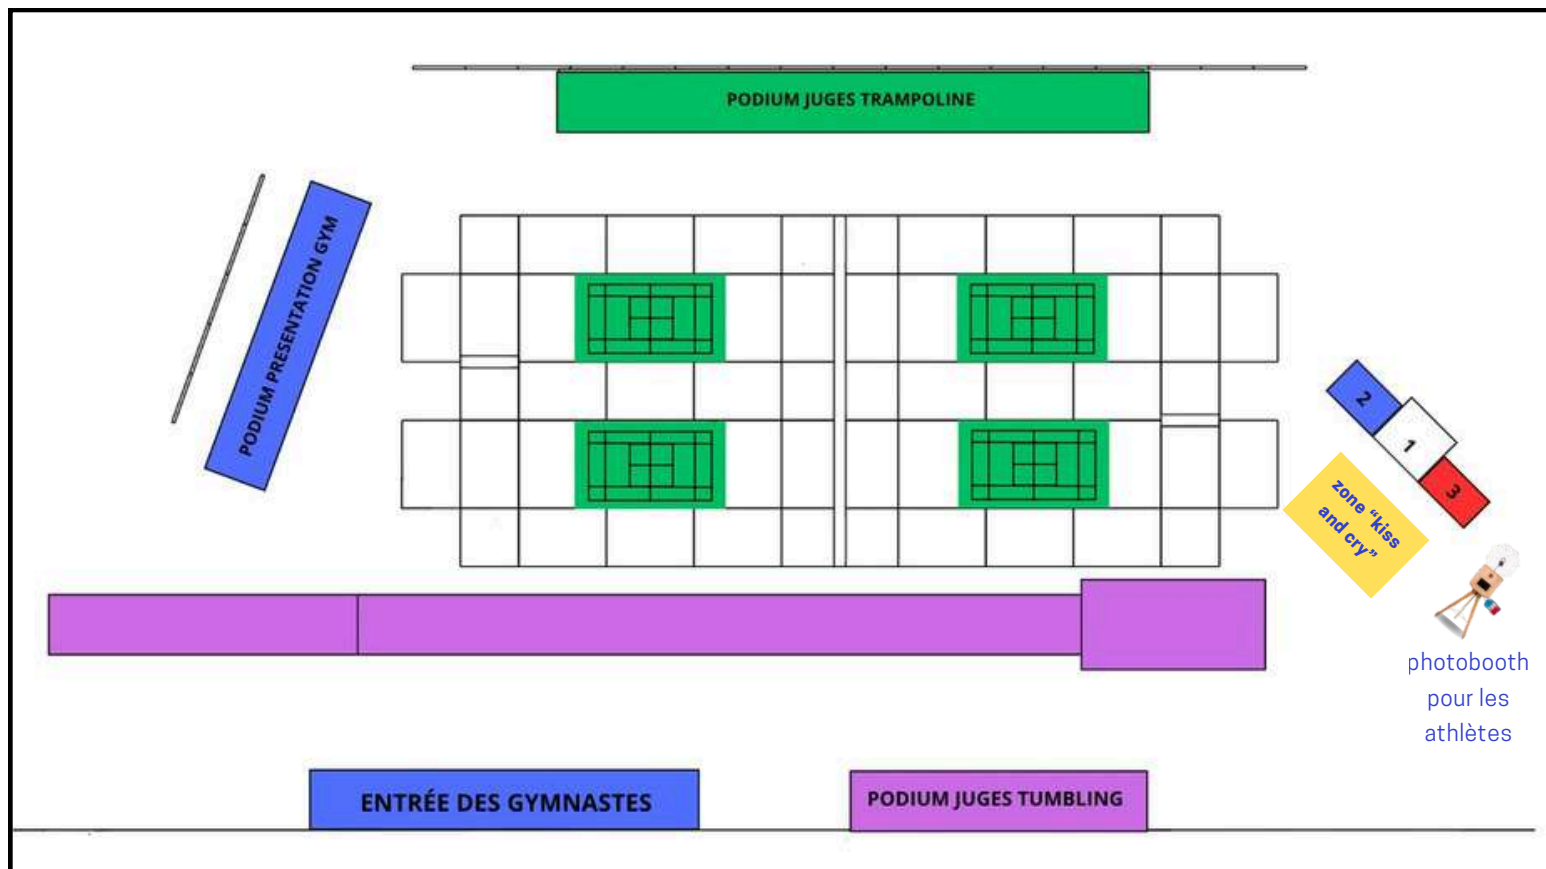 PODIUM JUGES TRAMPOLINE
PODIUM PRESENTATION GYM
2
1
3
zone “kiss
and cry”
photobooth
pour les
athlètes
ENTRÉE DES GYMNASTES
PODIUM JUGES TUMBLING